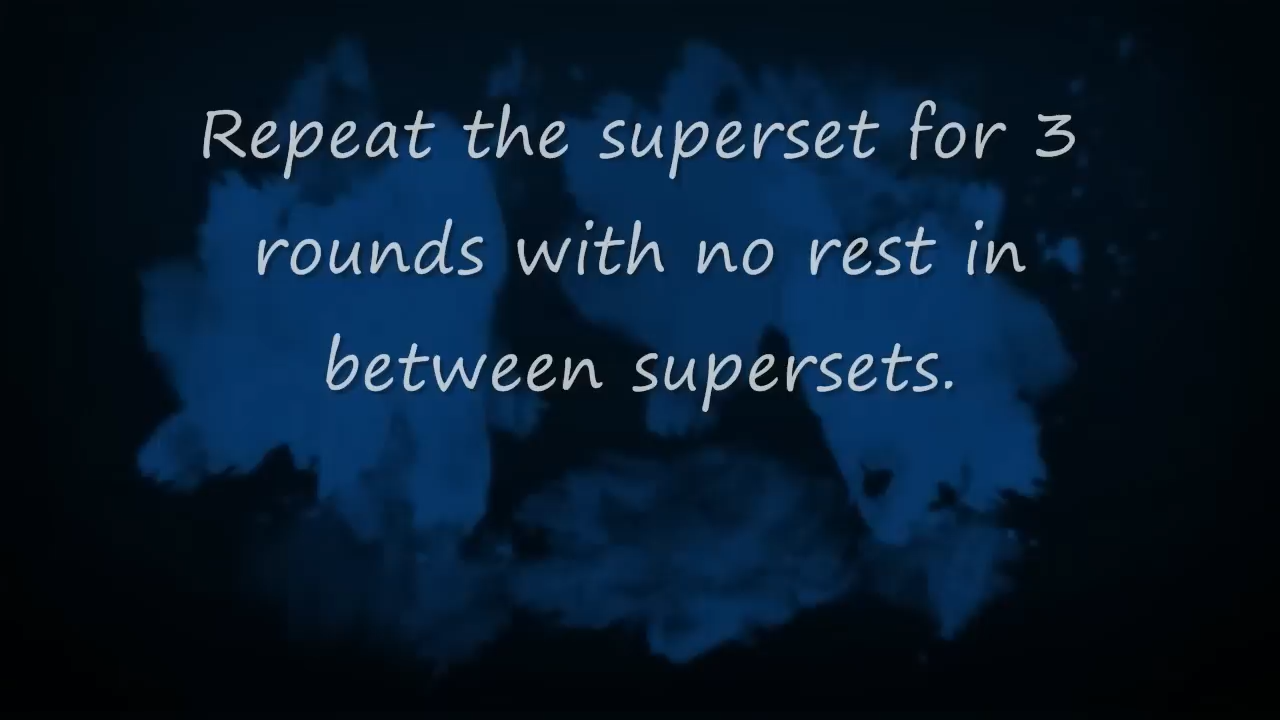 Repeat the superset for 3
rounds with no rest in
between supersets.